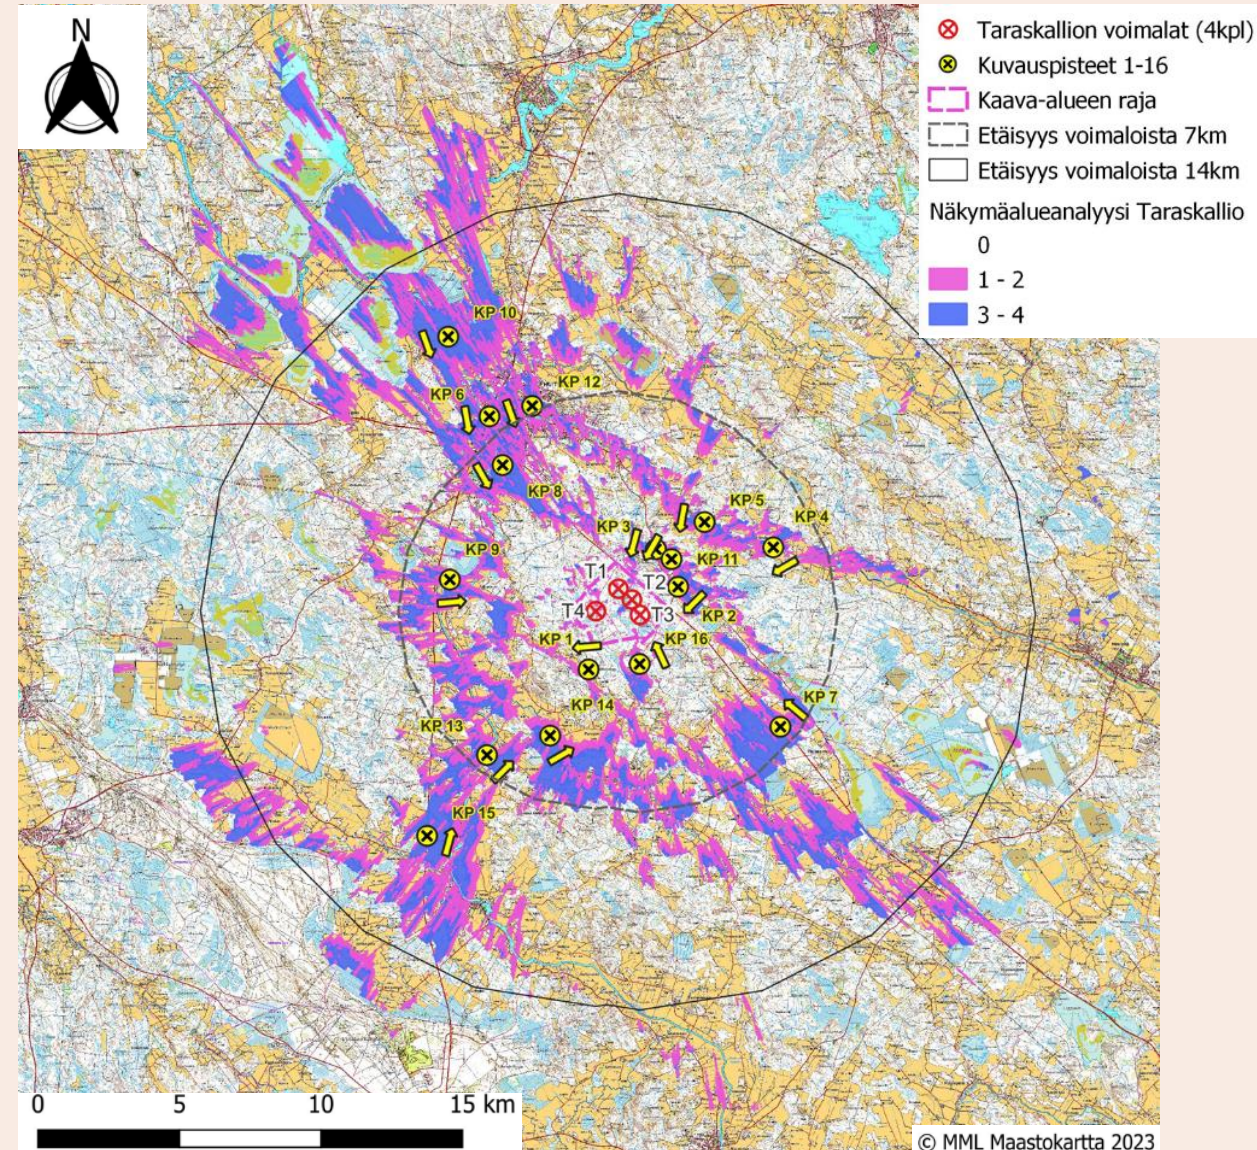 N
Taraskallion voimalat (4kpl)
Kuvauspisteet 1-16
Kaava-alueen raja
Etäisyys voimaloista 7km
Etäisyys voimaloista 14km
Näkymäalueanalyysi Taraskallio
0
1 - 2
3 - 4
KP 10
KP 12
KP 6
KP 8
KP 5
KP 4
KP 3
KP 11
KP 9
T1
T2
T4
T3
KP 2
KP 1
KP 16
KP 7
KP 14
KP 13
KP 15
0 5 10 15 km
© MML Maastokartta 2023